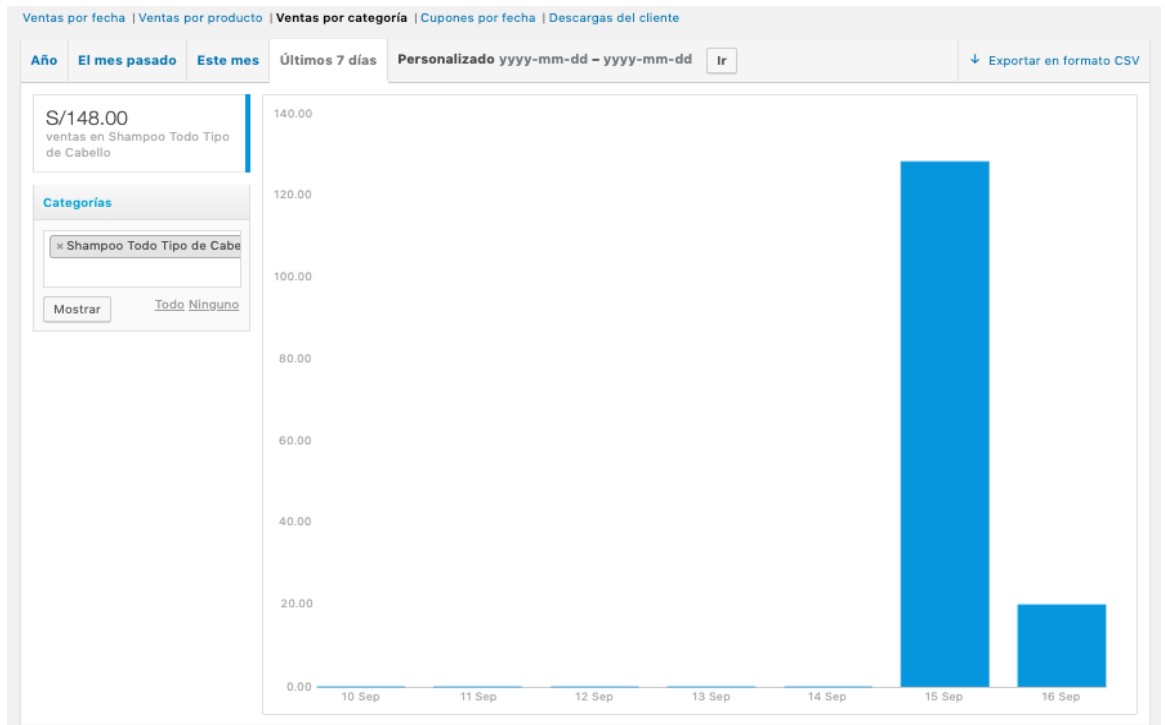 Ventas por fecha | Ventas por producto | Ventas por categoría | Cupones por fecha | Descargas del cliente
Año El mes pasado Este mes Últimos 7 días Personalizado yyyy-mm-dd – yyyy-mm-dd Ir Exportar en formato CSV
S/148.00
ventas en Shampoo Todo Tipo
de Cabello
Categorías
× Shampoo Todo Tipo de Cabe
Mostrar Todo Ninguno
140.00
120.00
100.00
80.00
60.00
40.00
20.00
0.00
10 Sep 11 Sep 12 Sep 13 Sep 14 Sep 15 Sep 16 Sep